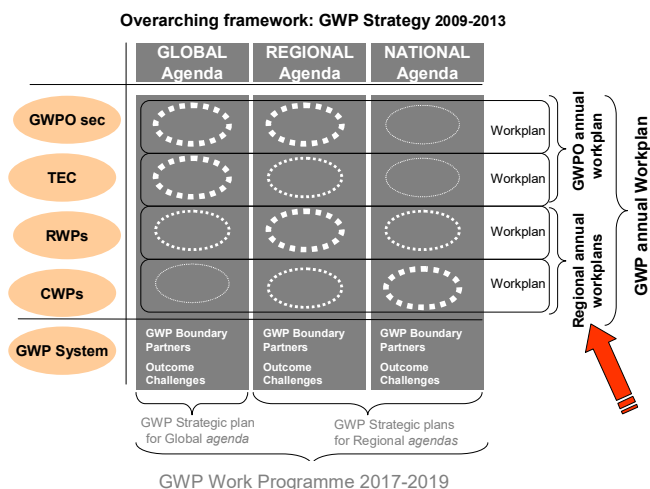 Overarching framework: GWP Strategy 2009-2013
GLOBAL
Agenda
REGIONAL
Agenda
NATIONAL
Agenda
GWPO sec
Workplan
TEC
Workplan
RWPs
Workplan
CWPs
Workplan
GWPO annual
workplan
Regional annual
workplans
GWP annual Workplan
GWP System
GWP Boundary
Partners
Outcome
Challenges
GWP Boundary
Partners
Outcome
Challenges
GWP Boundary
Partners
Outcome
Challenges
GWP Strategic plan
for Global agenda
GWP Strategic plans
for Regional agendas
GWP Work Programme 2017-2019